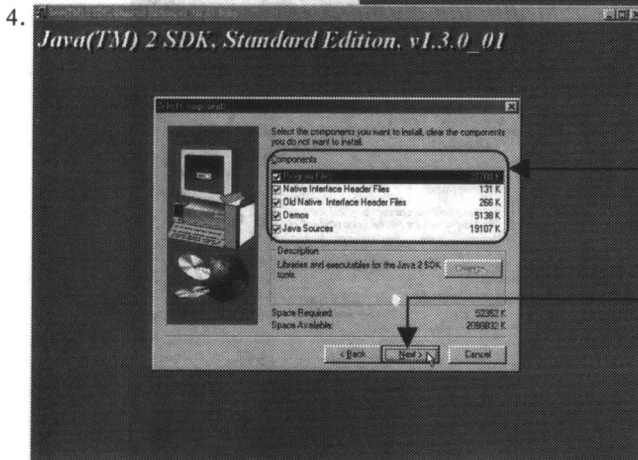 4.
Java(TM) 2 SDK, Standard Edition, v1.3.0_01
Select Components
Select the components you want to install, clear the components
you do not want to install.
Components
Program Files
Native Interface Header Files 131 K
Old Native Interface Header Files 266 K
Demos 5138 K
Java Sources 19107 K
Description
Libraries and executables for the Java 2 SDK
tools.
Change...
Space Required: 52352 K
Space Available: 2096832 K
< Back
Next >
Cancel